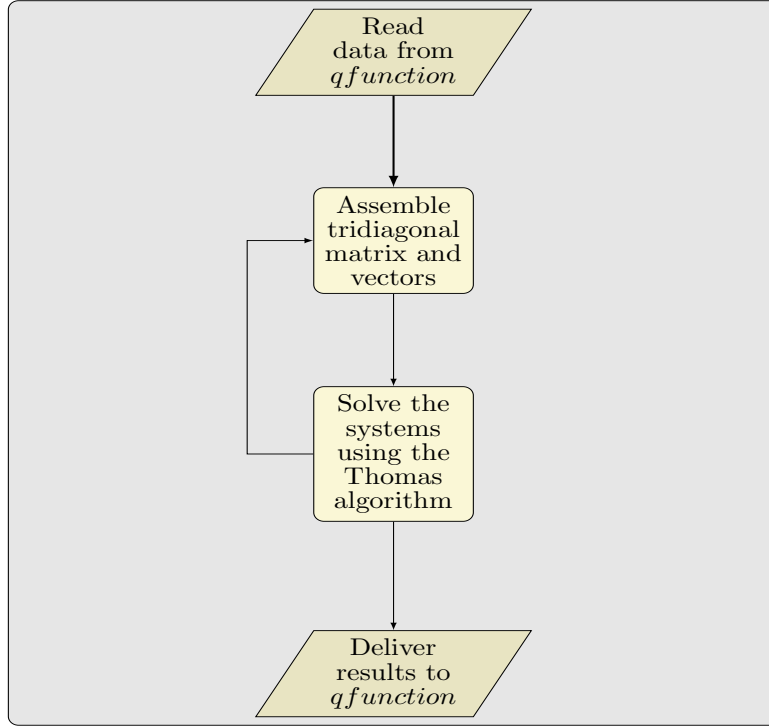 Read
data from
qfunction
Assemble
tridiagonal
matrix and
vectors
Solve the
systems
using the
Thomas
algorithm
Deliver
results to
qfunction